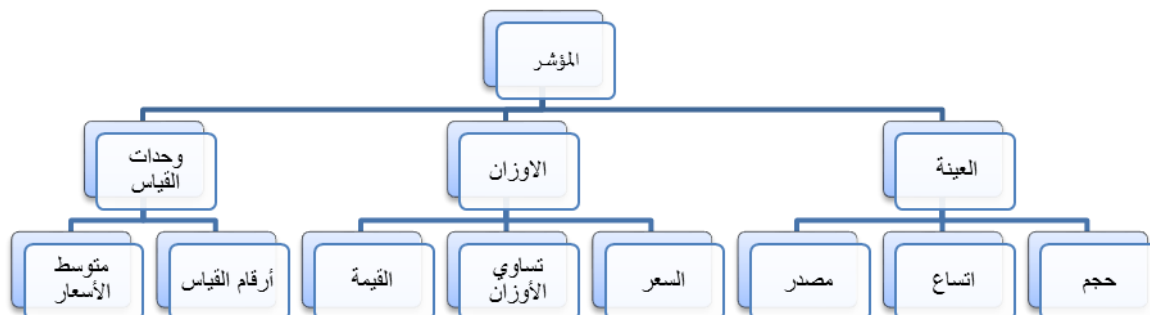 المؤشر
العينة
الاوزان
وحدات
القياس
حجم
اتساع
مصدر
السعر
تساوي
الأوزان
القيمة
أرقام القياس
متوسط
الأسعار